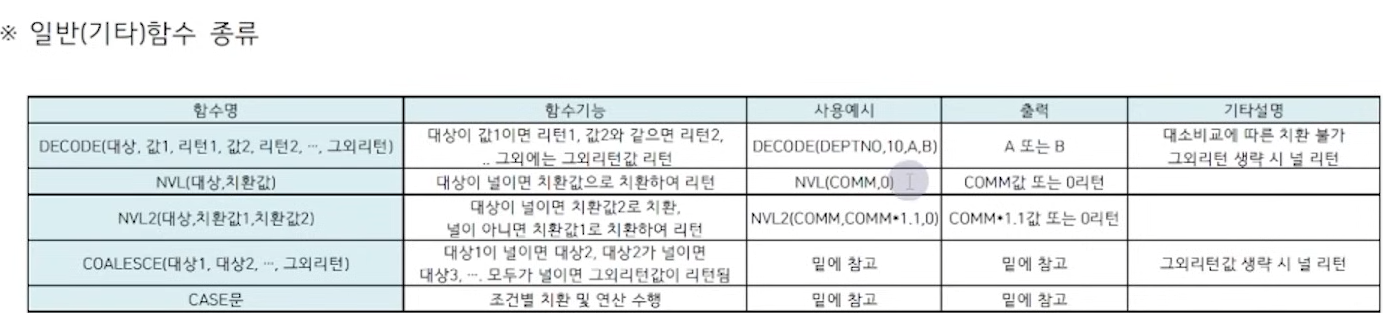 ※ 일반(기타)함수 종류
함수명 함수기능 사용예시 출력 기타설명
DECODE(대상, 값1, 리턴1, 값2, 리턴2, …, 그외리턴) 대상이 값1이면 리턴1, 값2와 같으면 리턴2, DECODE(DEPTNO,10,A,B) A 또는 B 대소비교에 따른 치환 불가
.. 그외에는 그외리턴값 리턴 그외리턴 생략 시 널 리턴
NVL(대상,치환값) 대상이 널이면 치환값으로 치환하여 리턴 NVL(COMM,0) COMM값 또는 0리턴
NVL2(대상,치환값1,치환값2) 대상이 널이면 치환값2로 치환, NVL2(COMM,COMM*1.1,0) COMM*1.1값 또는 0리턴
널이 아니면 치환값1로 치환하여 리턴
COALESCE(대상1, 대상2, …, 그외리턴) 대상1이 널이면 대상2, 대상2가 널이면 밑에 참고 밑에 참고 그외리턴값 생략 시 널 리턴
대상3, …. 모두가 널이면 그외리턴값이 리턴됨
CASE문 조건별 치환 및 연산 수행 밑에 참고 밑에 참고